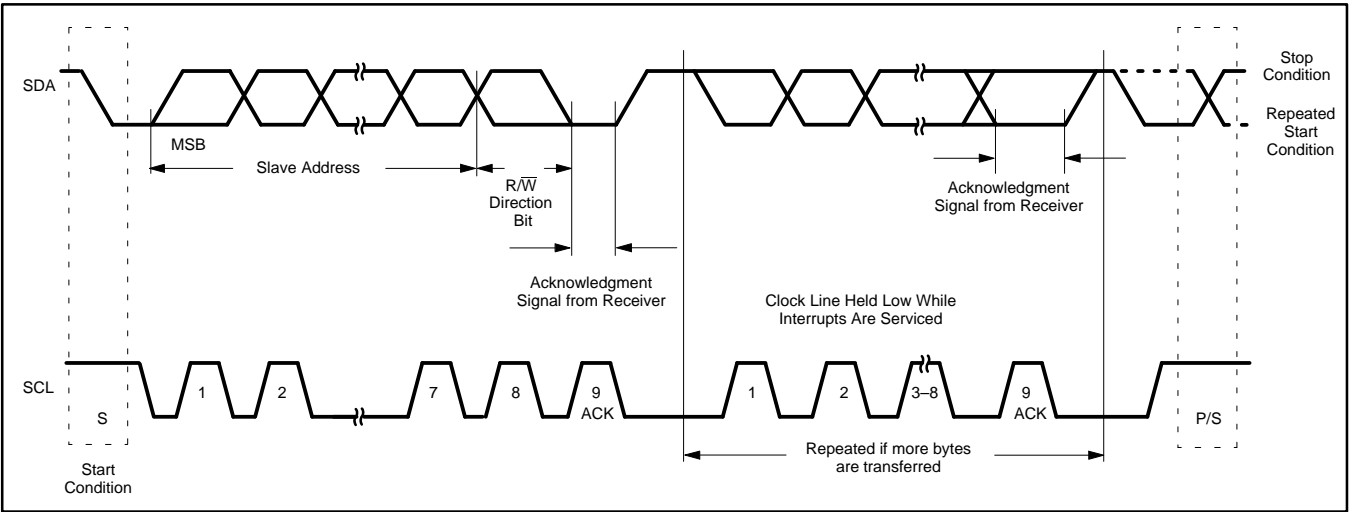 SDA
Stop
Condition
Repeated
Start
Condition
MSB
Slave Address
R/W̅
Direction
Bit
Acknowledgment
Signal from Receiver
Acknowledgment
Signal from Receiver
Clock Line Held Low While
Interrupts Are Serviced
SCL
S
1
2
7
8
9
ACK
1
2
3–8
9
ACK
P/S
Start
Condition
Repeated if more bytes
are transferred